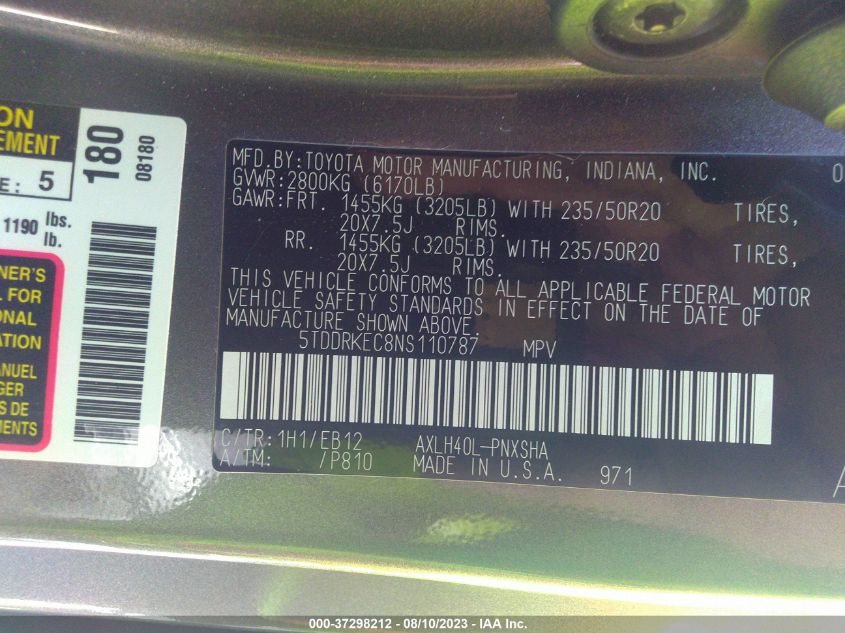 ON
EMENT
E: 5
1190 lbs.
lb.
180
08180
NER'S
L FOR
ONAL
ANUEL
GER
S DE
MFD.BY:TOYOTA MOTOR MANUFACTURING, INDIANA, INC. 0
GVWR:2800KG (6170LB)
GAWR:FRT. 1455KG (3205LB) WITH 235/50R20 TIRES,
20X7.5J RIMS.
RR. 1455KG (3205LB) WITH 235/50R20 TIRES,
20X7.5J RIMS.
THIS VEHICLE CONFORMS TO ALL APPLICABLE FEDERAL MOTOR
VEHICLE SAFETY STANDARDS IN EFFECT ON THE DATE OF
MANUFACTURE SHOWN ABOVE.
5TDDRKEC8NS110787 MPV
C/TR:1H1/EB12 AXLH40L-PNXSHA
A/TM: /P810 MADE IN U.S.A. 971
A
000-37298212 - 08/10/2023 - IAA Inc.